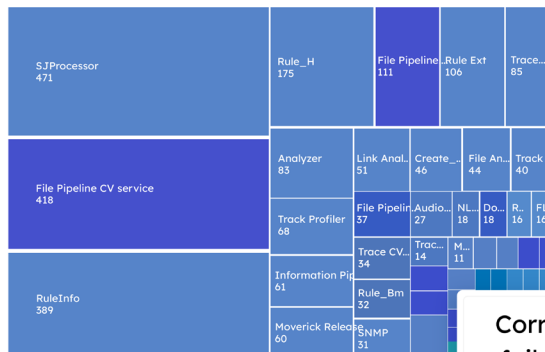 SJProcessor
471
File Pipeline CV service
418
RuleInfo
389
Rule_H
175
File Pipeline...
111
Rule Ext
106
Trace...
85
Analyzer
83
Link Anal...
51
Create_...
46
File An...
44
Track
40
Track Profiler
68
File Pipelin...
37
Audio...
27
NL...
18
Do...
18
R..
16
FL
16
Information Pip
61
Trace CV...
34
Trac...
14
M...
11
Rule_Bm
32
Moverick Release
60
SNMP
31
Corr